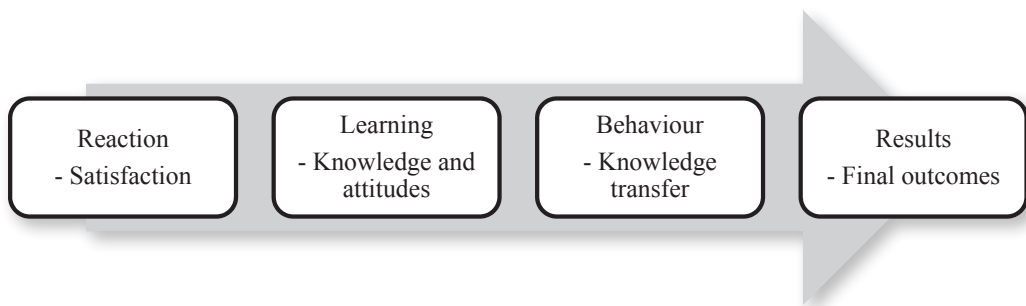 Reaction
- Satisfaction
Learning
- Knowledge and
attitudes
Behaviour
- Knowledge
transfer
Results
- Final outcomes